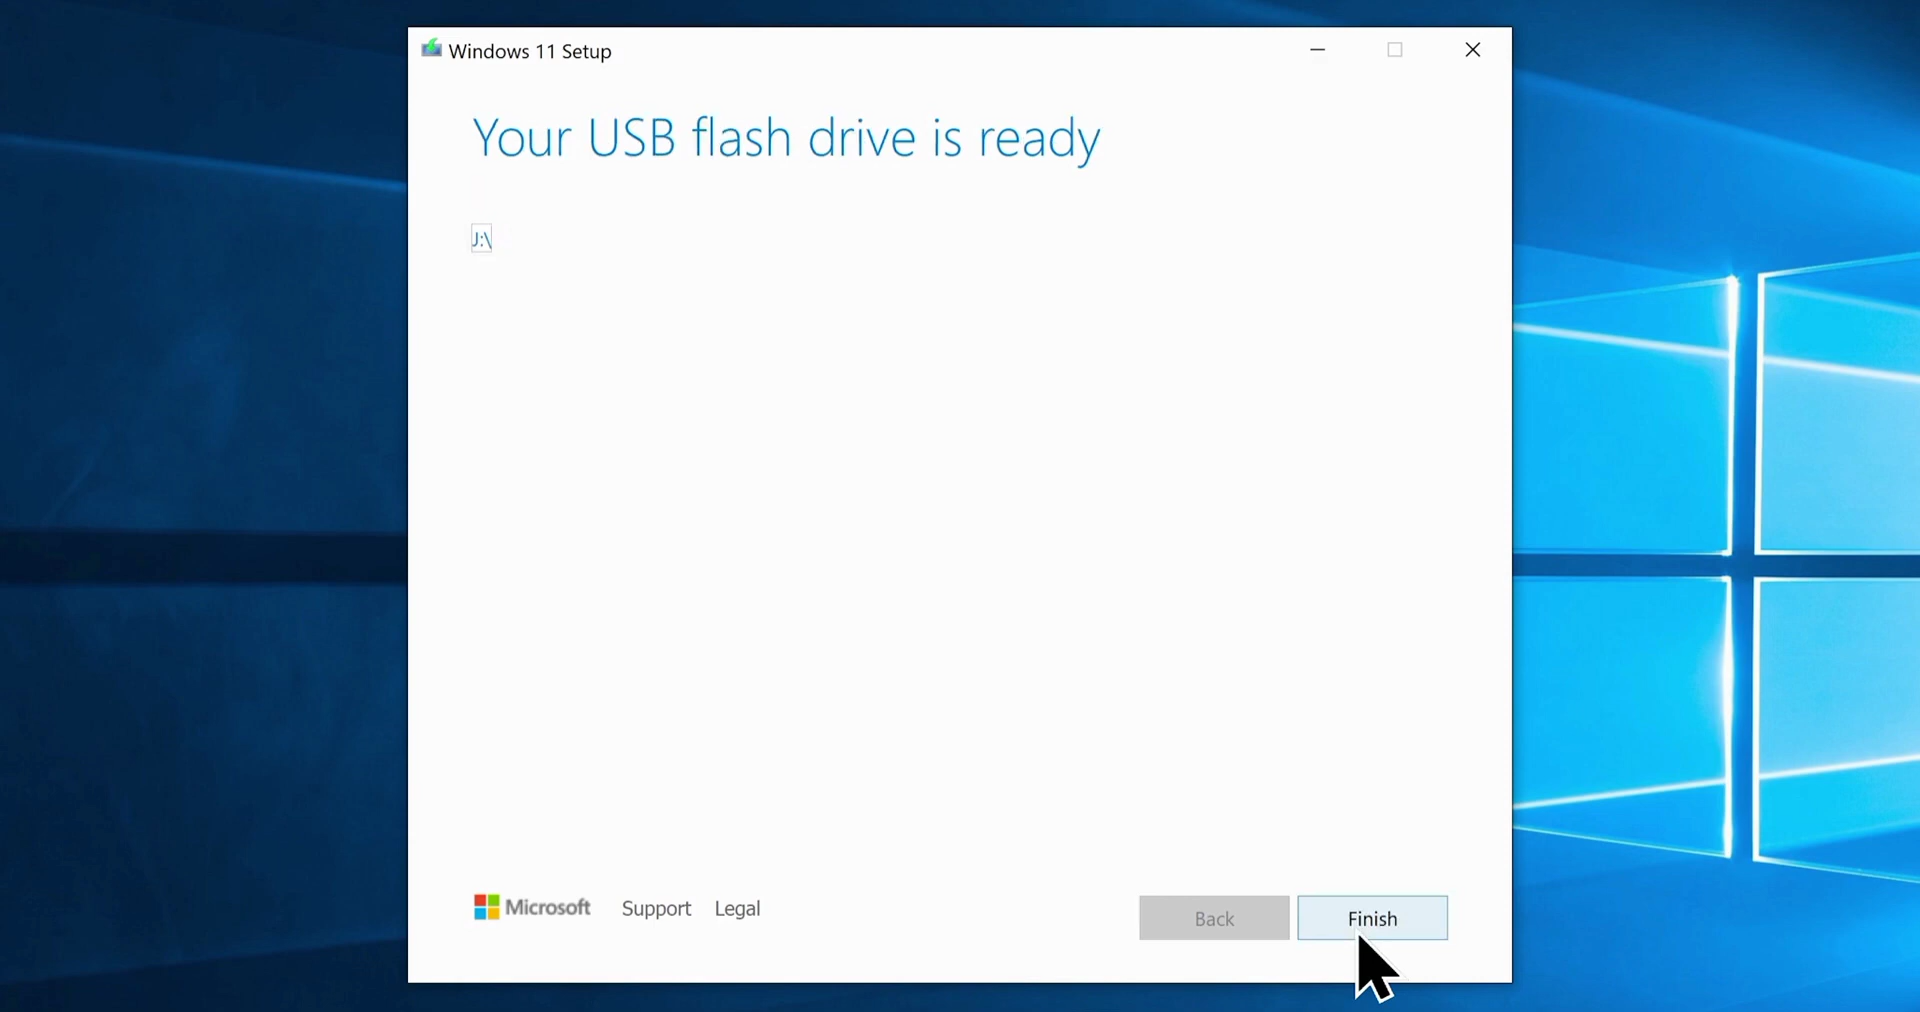 Windows 11 Setup
Your USB flash drive is ready
J:\
Microsoft Support Legal
Back Finish